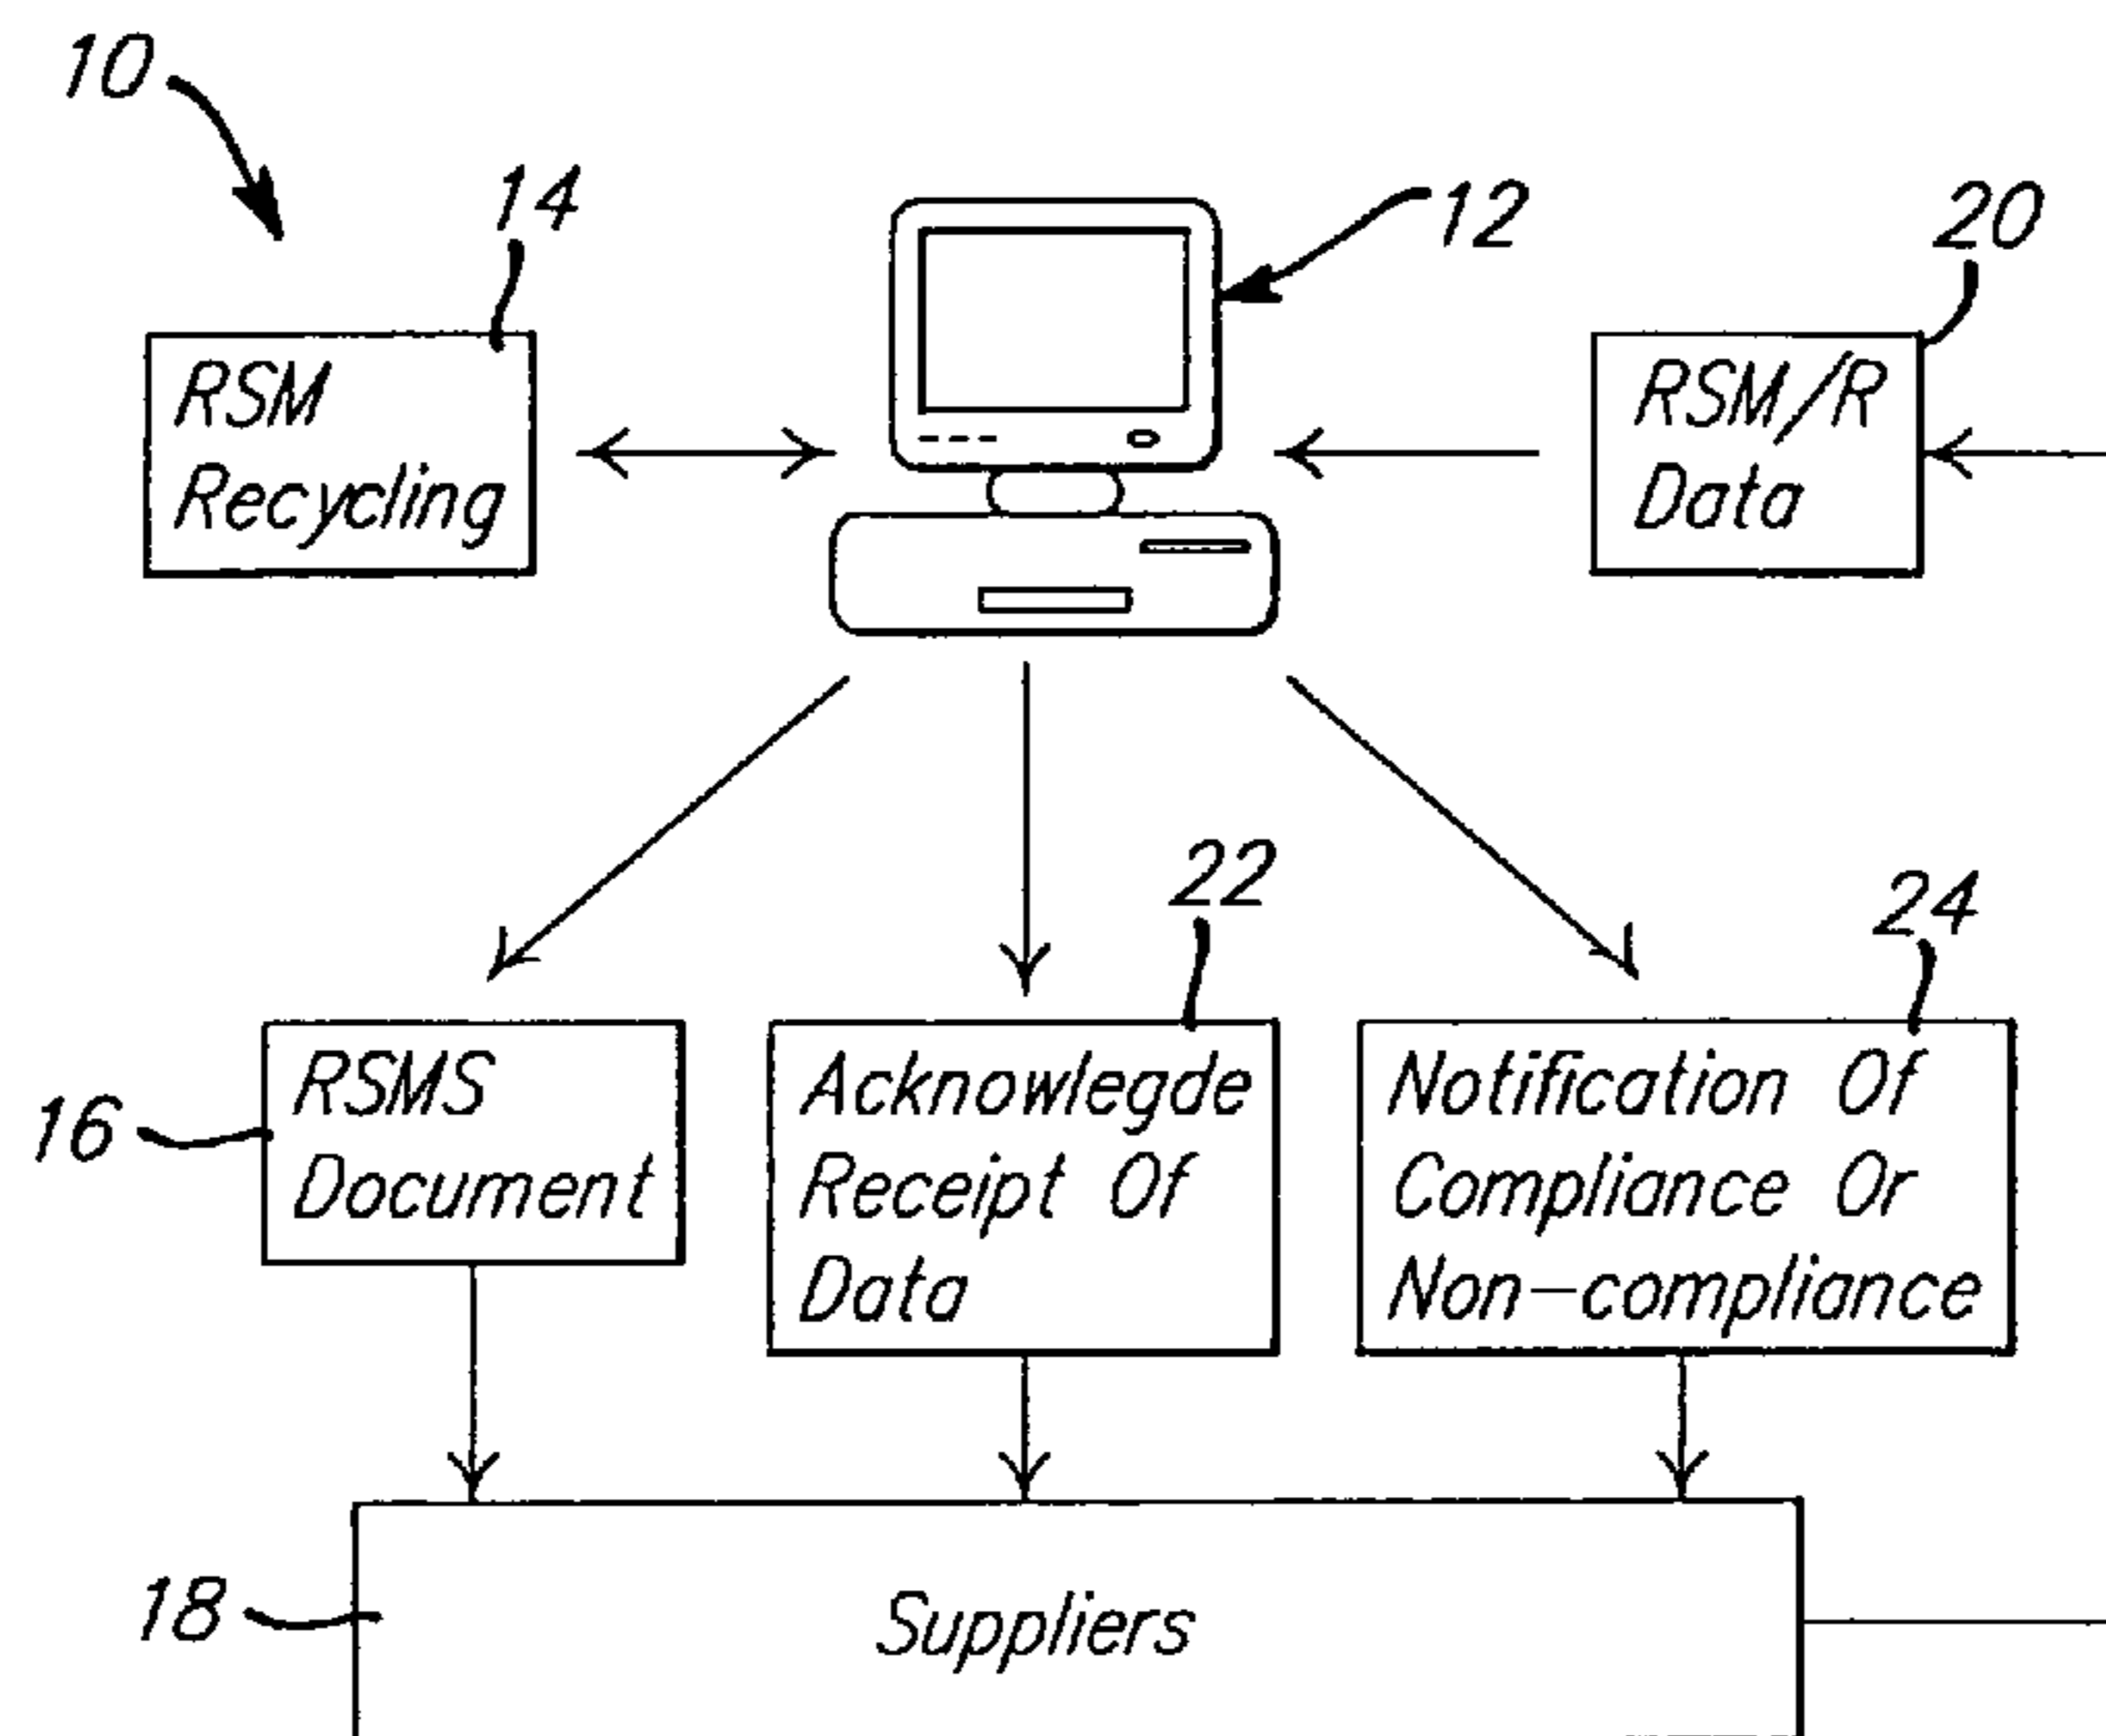 10
14
12
20
RSM
Recycling
RSM/R
Data
22
24
16
RSMS
Document
Acknowlegde
Receipt Of
Data
Notification Of
Compliance Or
Non-compliance
18
Suppliers